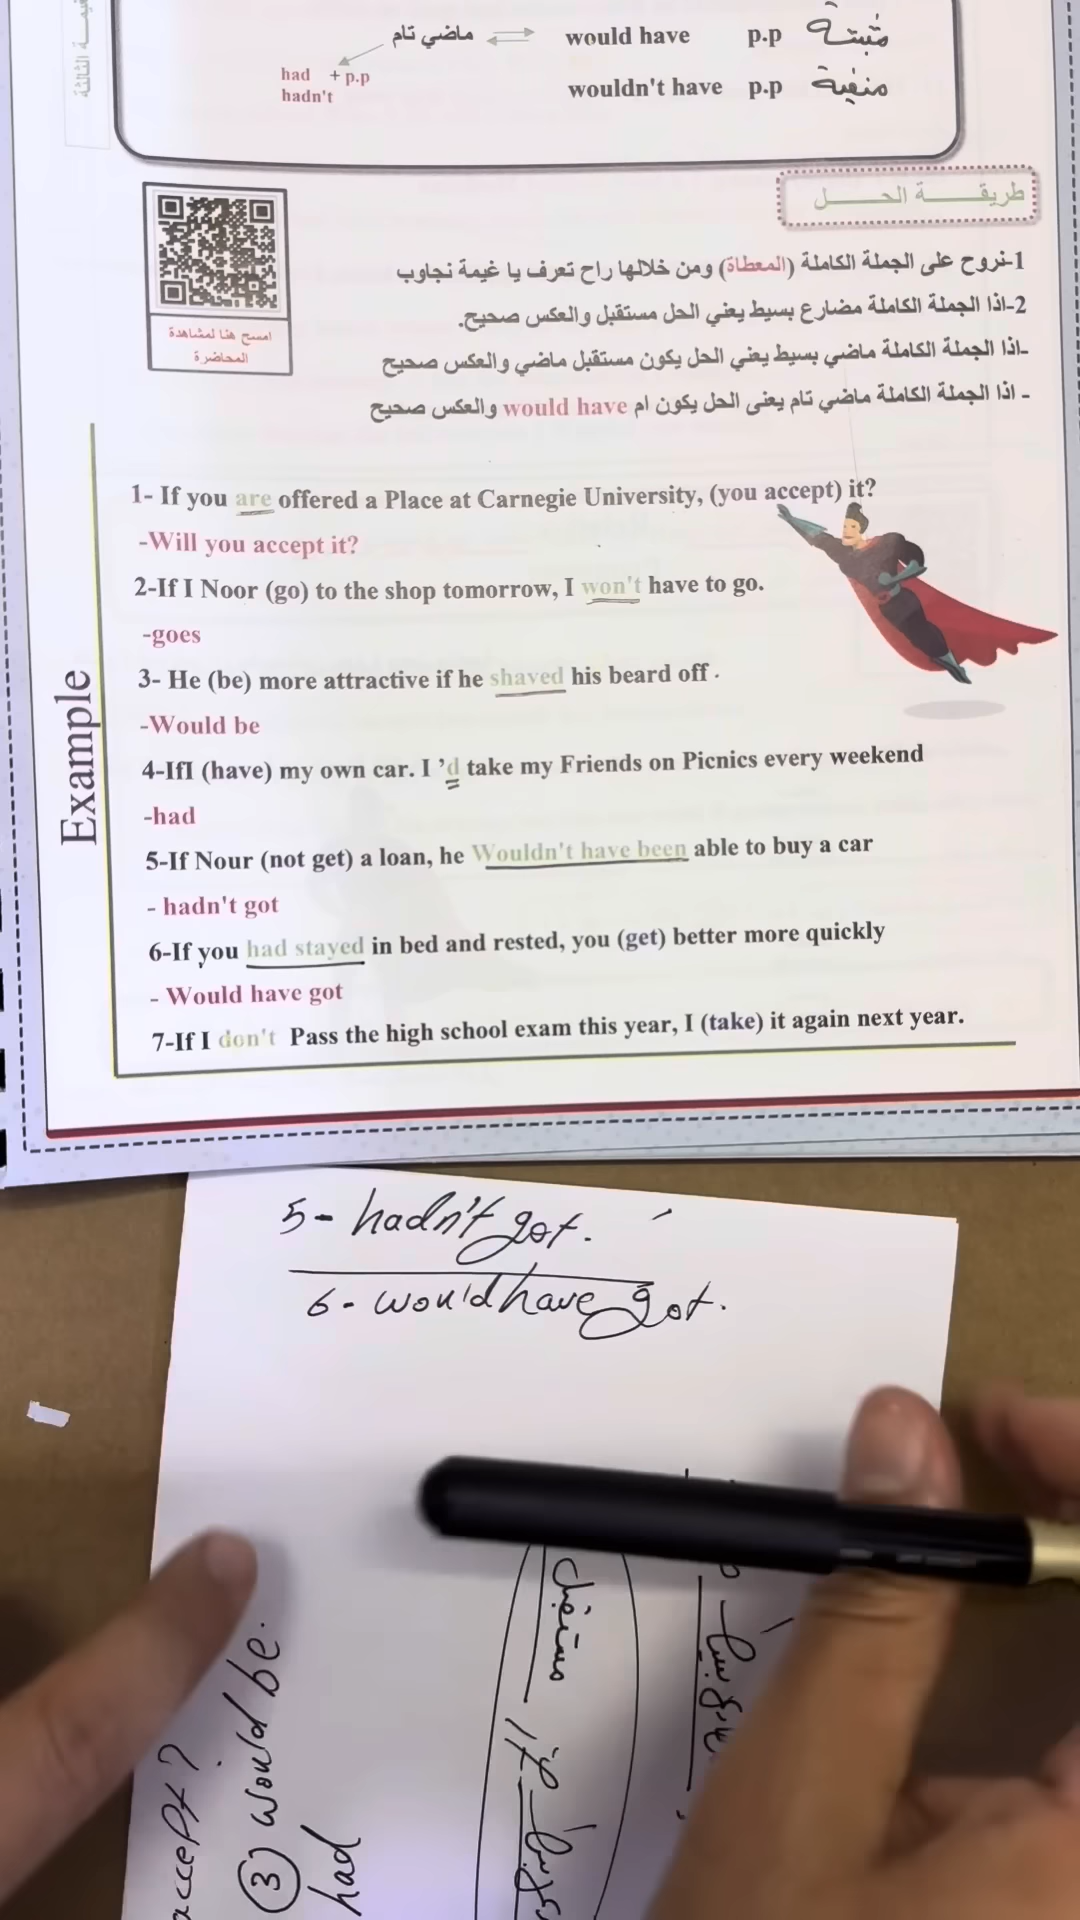 ماضي تام ⇌ would have p.p مثبتة
had + p.p
hadn't
wouldn't have p.p منفية
طريقـــــة الحـــــــل
امسح هنا لمشاهدة
المحاضرة
1-نروح على الجملة الكاملة (المعطاة) ومن خلالها راح تعرف يا غيمة نجاوب
2-اذا الجملة الكاملة مضارع بسيط يعني الحل مستقبل والعكس صحيح.
-اذا الجملة الكاملة ماضي بسيط يعني الحل يكون مستقبل ماضي والعكس صحيح
- اذا الجملة الكاملة ماضي تام يعني الحل يكون ام would have والعكس صحيح
Example
1- If you are offered a Place at Carnegie University, (you accept) it?
-Will you accept it?
2-If I Noor (go) to the shop tomorrow, I won't have to go.
-goes
3- He (be) more attractive if he shaved his beard off .
-Would be
4-IfI (have) my own car. I 'd take my Friends on Picnics every weekend
-had
5-If Nour (not get) a loan, he Wouldn't have been able to buy a car
- hadn't got
6-If you had stayed in bed and rested, you (get) better more quickly
- Would have got
7-If I don't Pass the high school exam this year, I (take) it again next year.
5- hadn't got.
6- would have got.
مستقبل
accept?
3 would be.
had